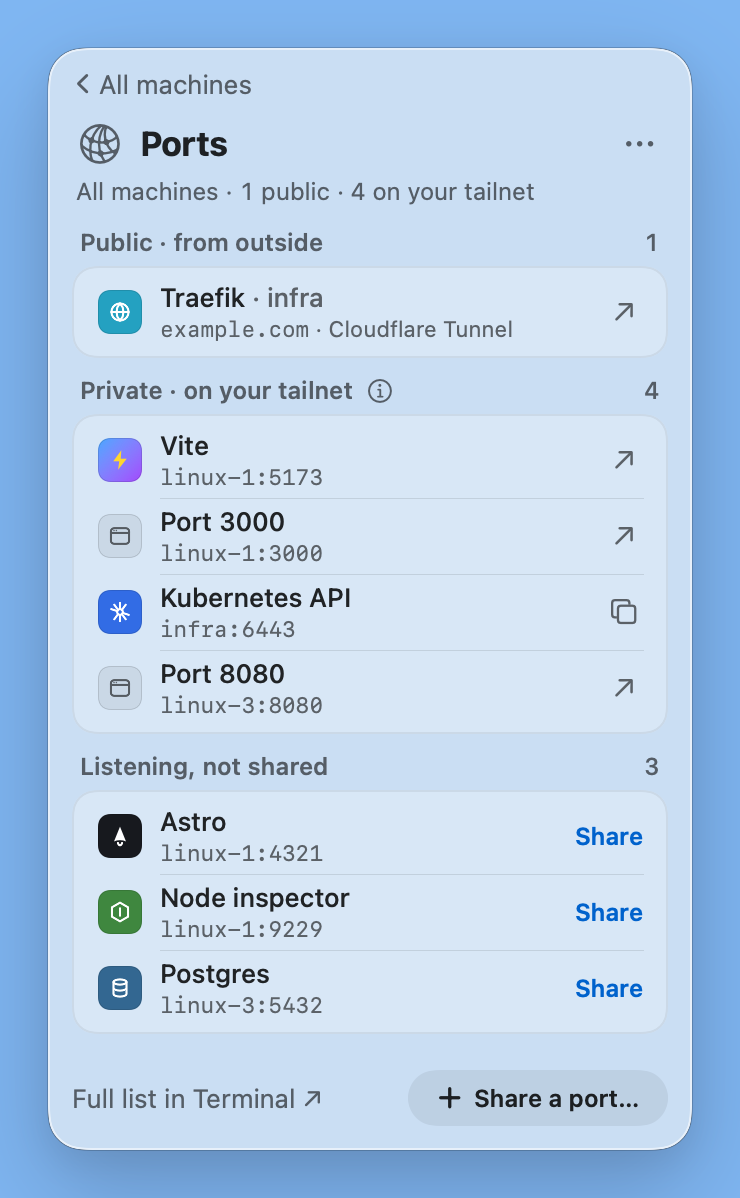 All machines
Ports
All machines · 1 public · 4 on your tailnet
Public · from outside 1
Traefik · infra
example.com · Cloudflare Tunnel
Private · on your tailnet 4
Vite
linux-1:5173
Port 3000
linux-1:3000
Kubernetes API
infra:6443
Port 8080
linux-3:8080
Listening, not shared 3
Astro
linux-1:4321
Share
Node inspector
linux-1:9229
Share
Postgres
linux-3:5432
Share
Full list in Terminal ↗
+ Share a port...